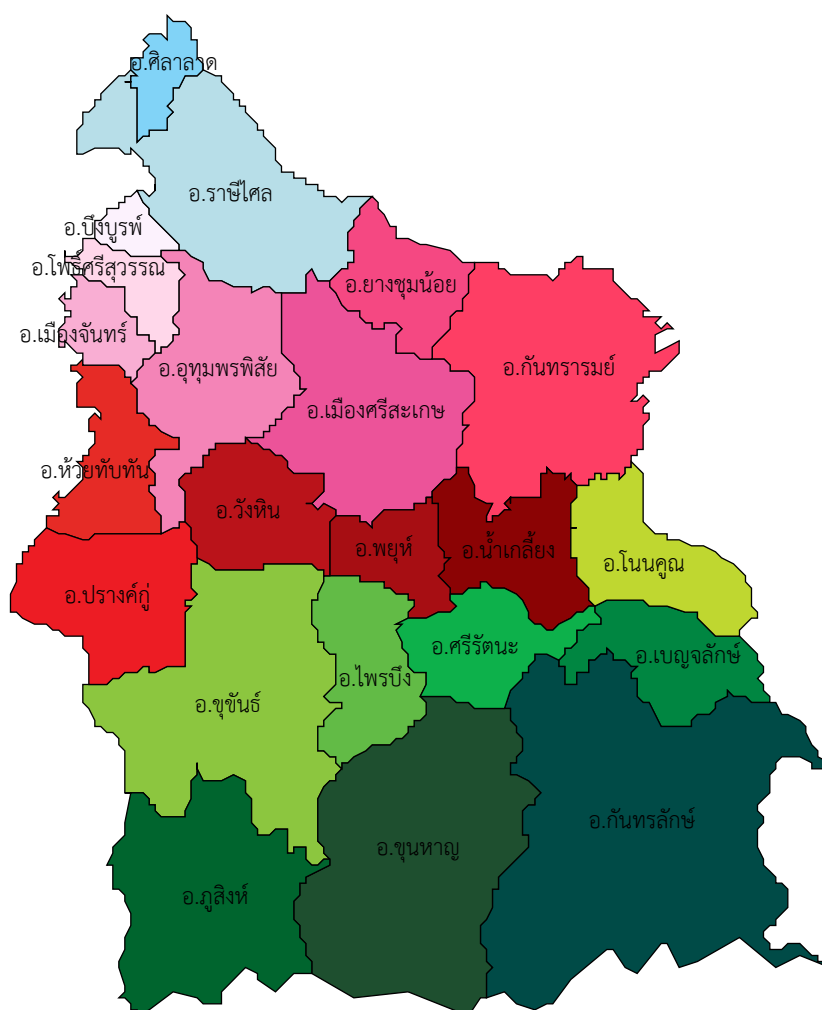 อ.ศิลาลาด
อ.ราษีไศล
อ.บึงบูรพ์
อ.โพธิ์ศรีสุวรรณ
อ.ยางชุมน้อย
อ.เมืองจันทร์
อ.อุทุมพรพิสัย
อ.กันทรารมย์
อ.เมืองศรีสะเกษ
อ.ห้วยทับทัน
อ.วังหิน
อ.พยุห์
อ.น้ำเกลี้ยง
อ.โนนคูณ
อ.ปรางค์กู่
อ.ศรีรัตนะ
อ.เบญจลักษ์
อ.ไพรบึง
อ.ขุขันธ์
อ.กันทรลักษ์
อ.ขุนหาญ
อ.ภูสิงห์